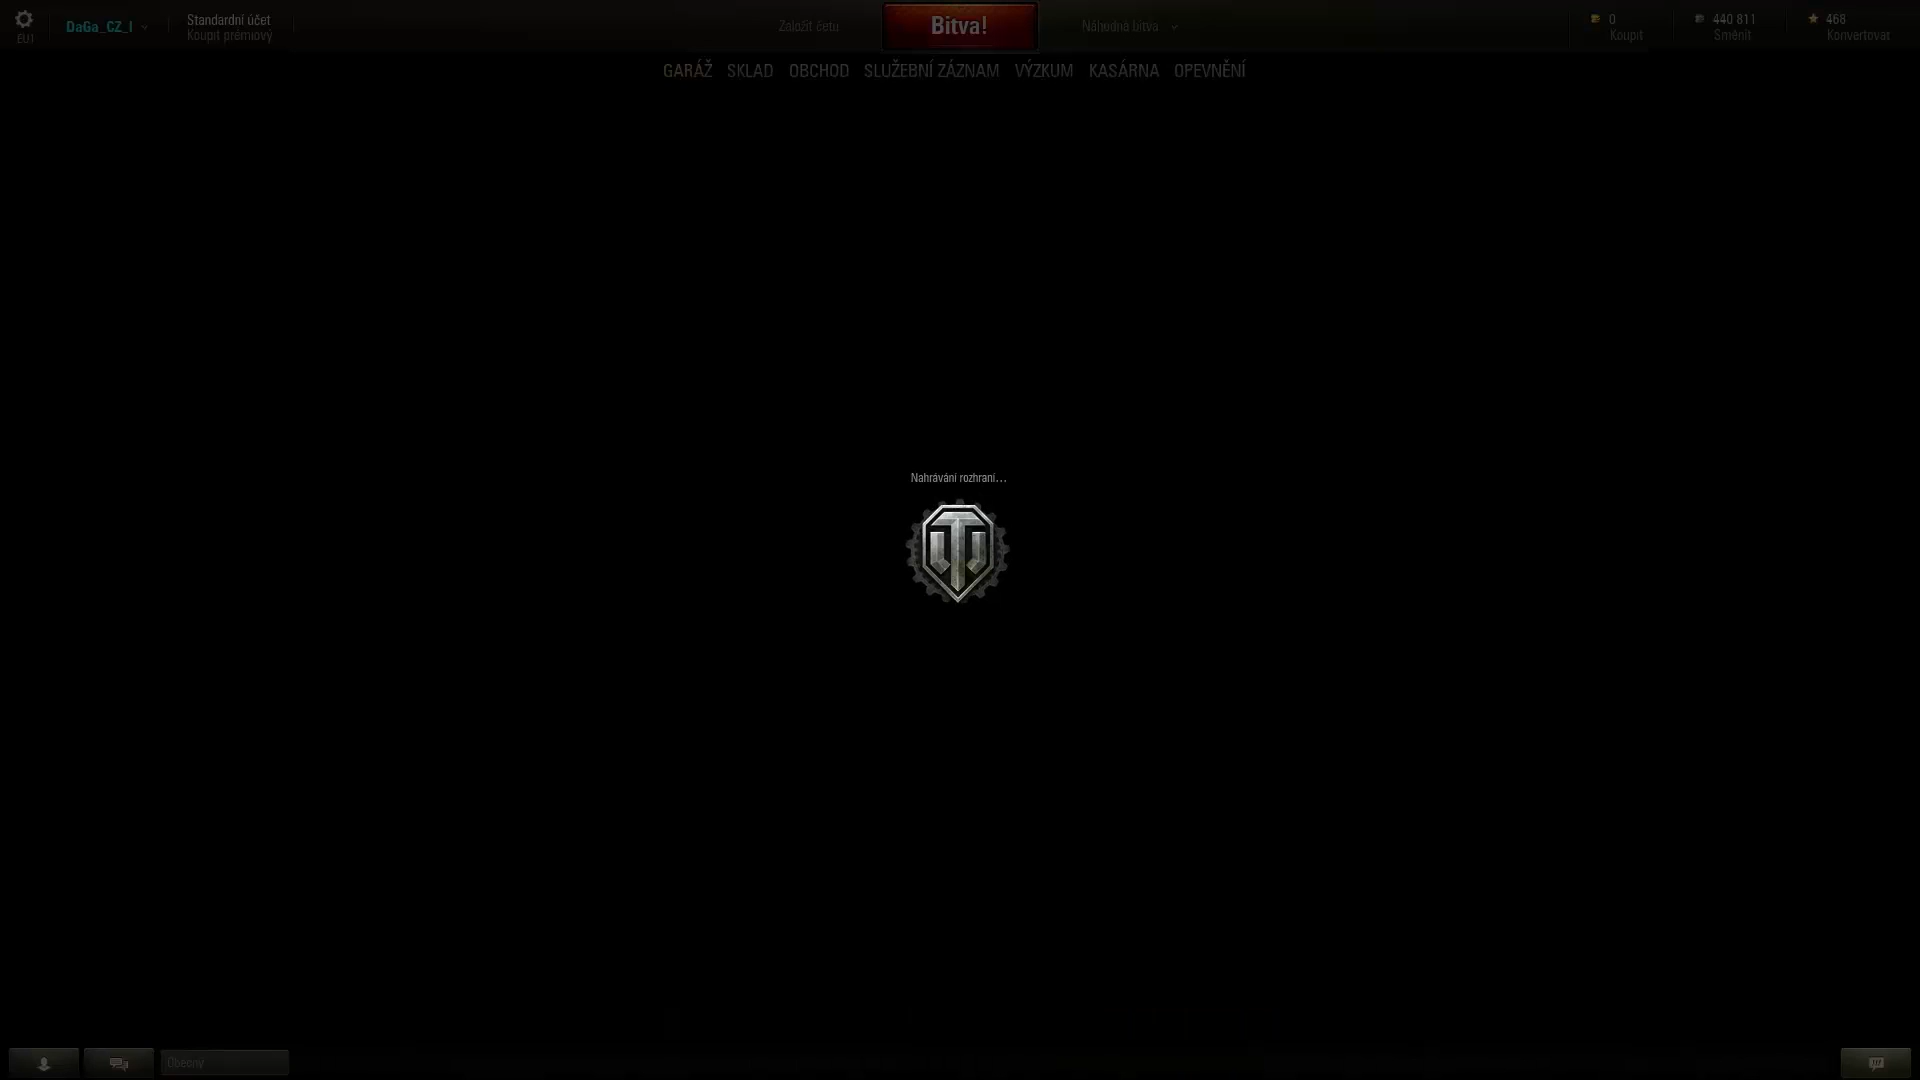 EU1
DaGa_CZ_I
Standardní účet
Koupit prémiový
Založit četu
Bitva!
Náhodná bitva
0
Koupit
440 811
Směnit
468
Konvertovat
GARÁŽ SKLAD OBCHOD SLUŽEBNÍ ZÁZNAM VÝZKUM KASÁRNA OPEVNĚNÍ
Nahrávání rozhraní...
Obecný